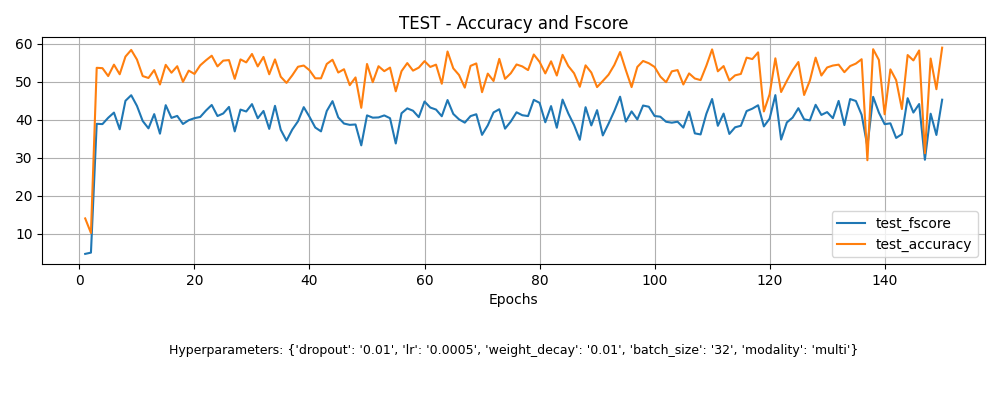 TEST - Accuracy and Fscore
60
50
40
30
20
10
test_fscore
test_accuracy
0 20 40 60 80 100 120 140
Epochs
Hyperparameters: {'dropout': '0.01', 'lr': '0.0005', 'weight_decay': '0.01', 'batch_size': '32', 'modality': 'multi'}